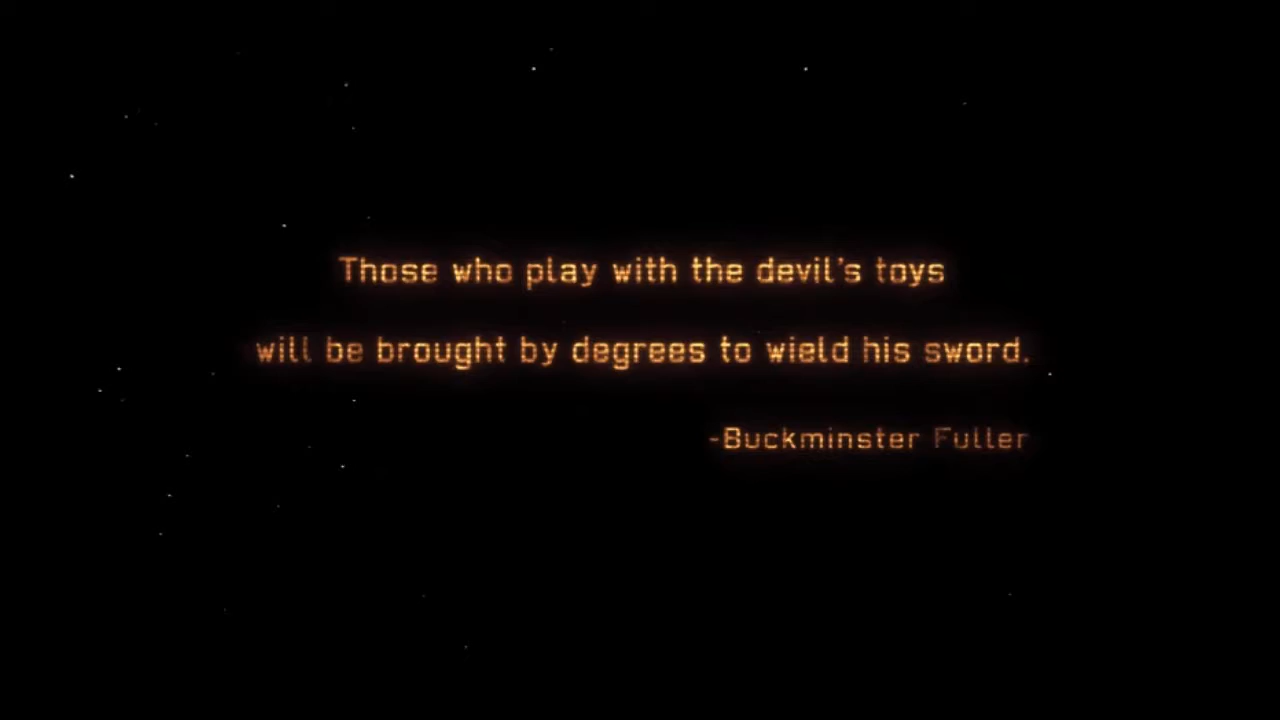 Those who play with the devil's toys
will be brought by degrees to wield his sword.
-Buckminster Fuller